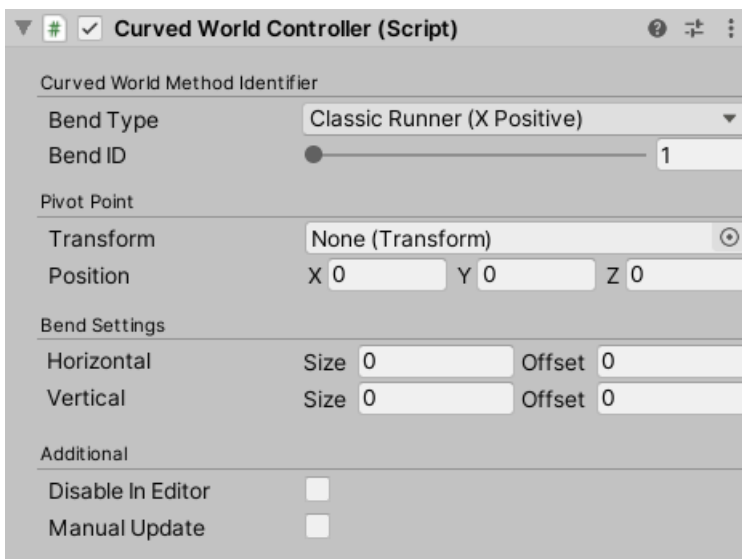 # Curved World Controller (Script)
Curved World Method Identifier
Bend Type Classic Runner (X Positive)
Bend ID 1
Pivot Point
Transform None (Transform)
Position X 0 Y 0 Z 0
Bend Settings
Horizontal Size 0 Offset 0
Vertical Size 0 Offset 0
Additional
Disable In Editor
Manual Update